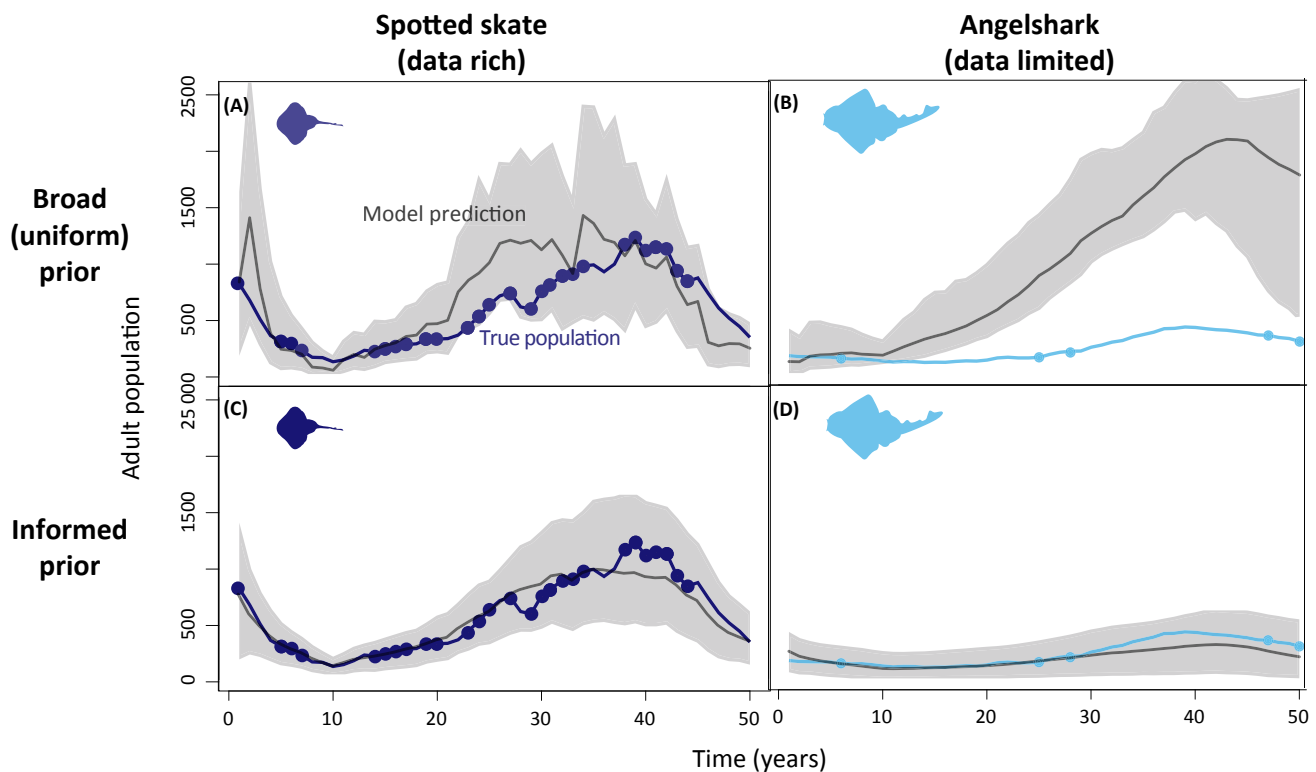 Spotted skate
(data rich)
Angelshark
(data limited)
Broad
(uniform)
prior
Informed
prior
Adult population
(A)
2500
1500
500
0
Model prediction
True population
(B)
(C)
25 000
1500
500
0
(D)
0 10 20 30 40 50
0 10 20 30 40 50
Time (years)